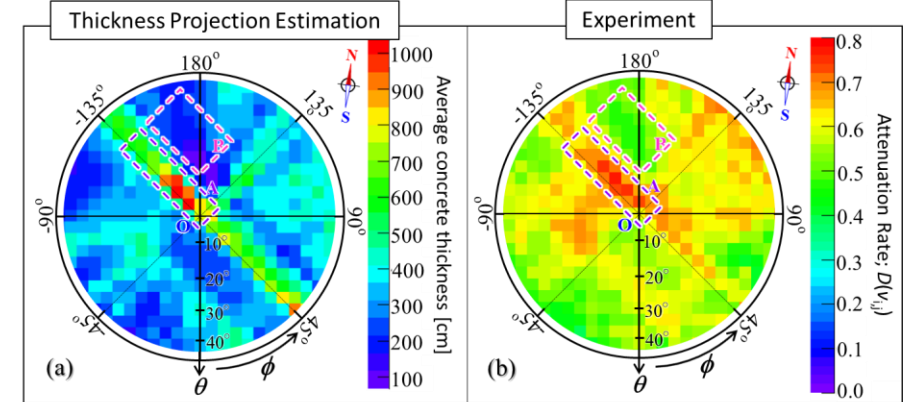 Thickness Projection Estimation
Experiment
180°
-135°
135°
-90°
90°
-45°
45°
10°
20°
30°
40°
O
A
B
N
S
θ
ϕ
(a)
1000
900
800
700
600
500
400
300
200
100
Average concrete thickness [cm]
180°
-135°
135°
-90°
90°
-45°
45°
10°
20°
30°
40°
O
A
B
N
S
θ
ϕ
(b)
0.8
0.7
0.6
0.5
0.4
0.3
0.2
0.1
0.0
Attenuation Rate; D(vi,j)